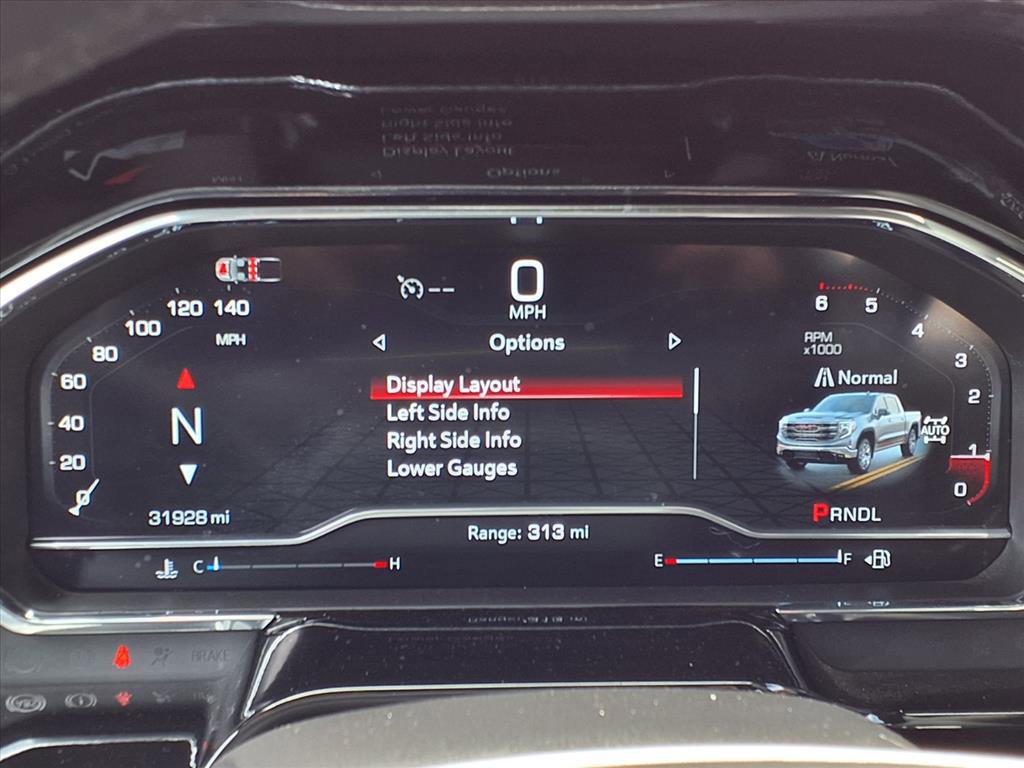 0
MPH
120 140
100
MPH
80
60
40
20
0
N
31928 mi
--
Options
Display Layout
Left Side Info
Right Side Info
Lower Gauges
6 5
4
3
2
1
0
RPM
x1000
Normal
AUTO
PRNDL
Range: 313 mi
C H
E F
BRAKE